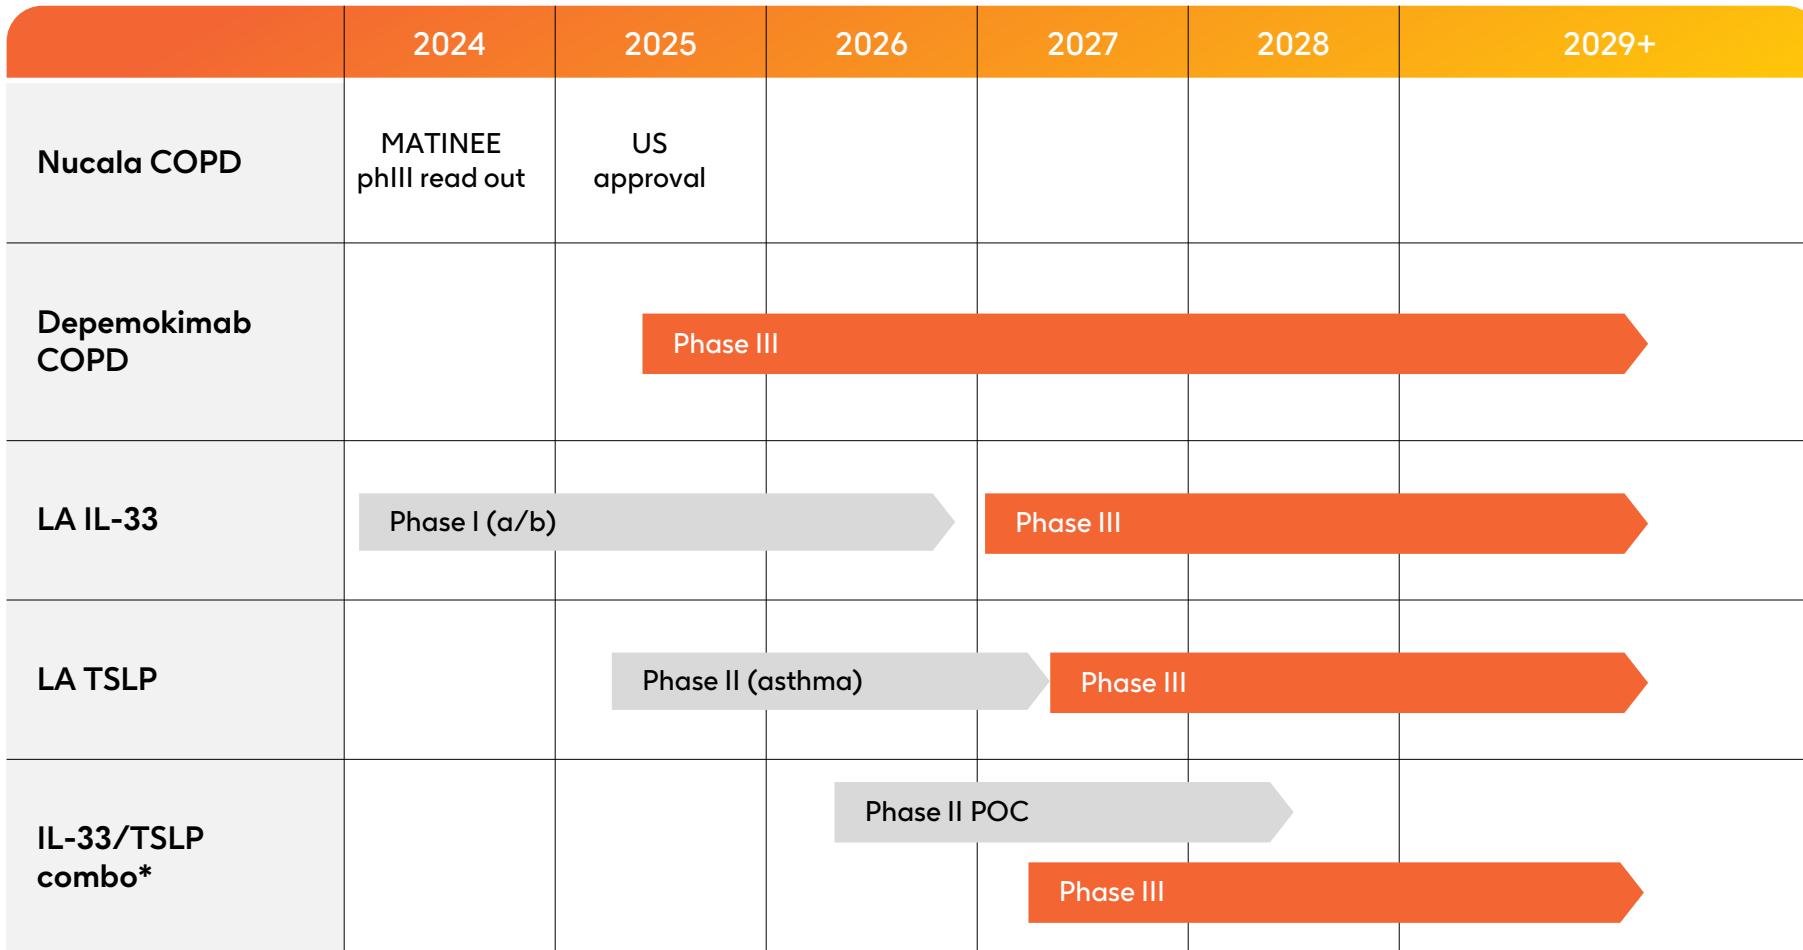 2024 2025 2026 2027 2028 2029+
Nucala COPD
MATINEE
phIII read out
US
approval
Depemokimab
COPD
Phase III
LA IL-33
Phase I (a/b)
Phase III
LA TSLP
Phase II (asthma)
Phase III
IL-33/TSLP
combo*
Phase II POC
Phase III